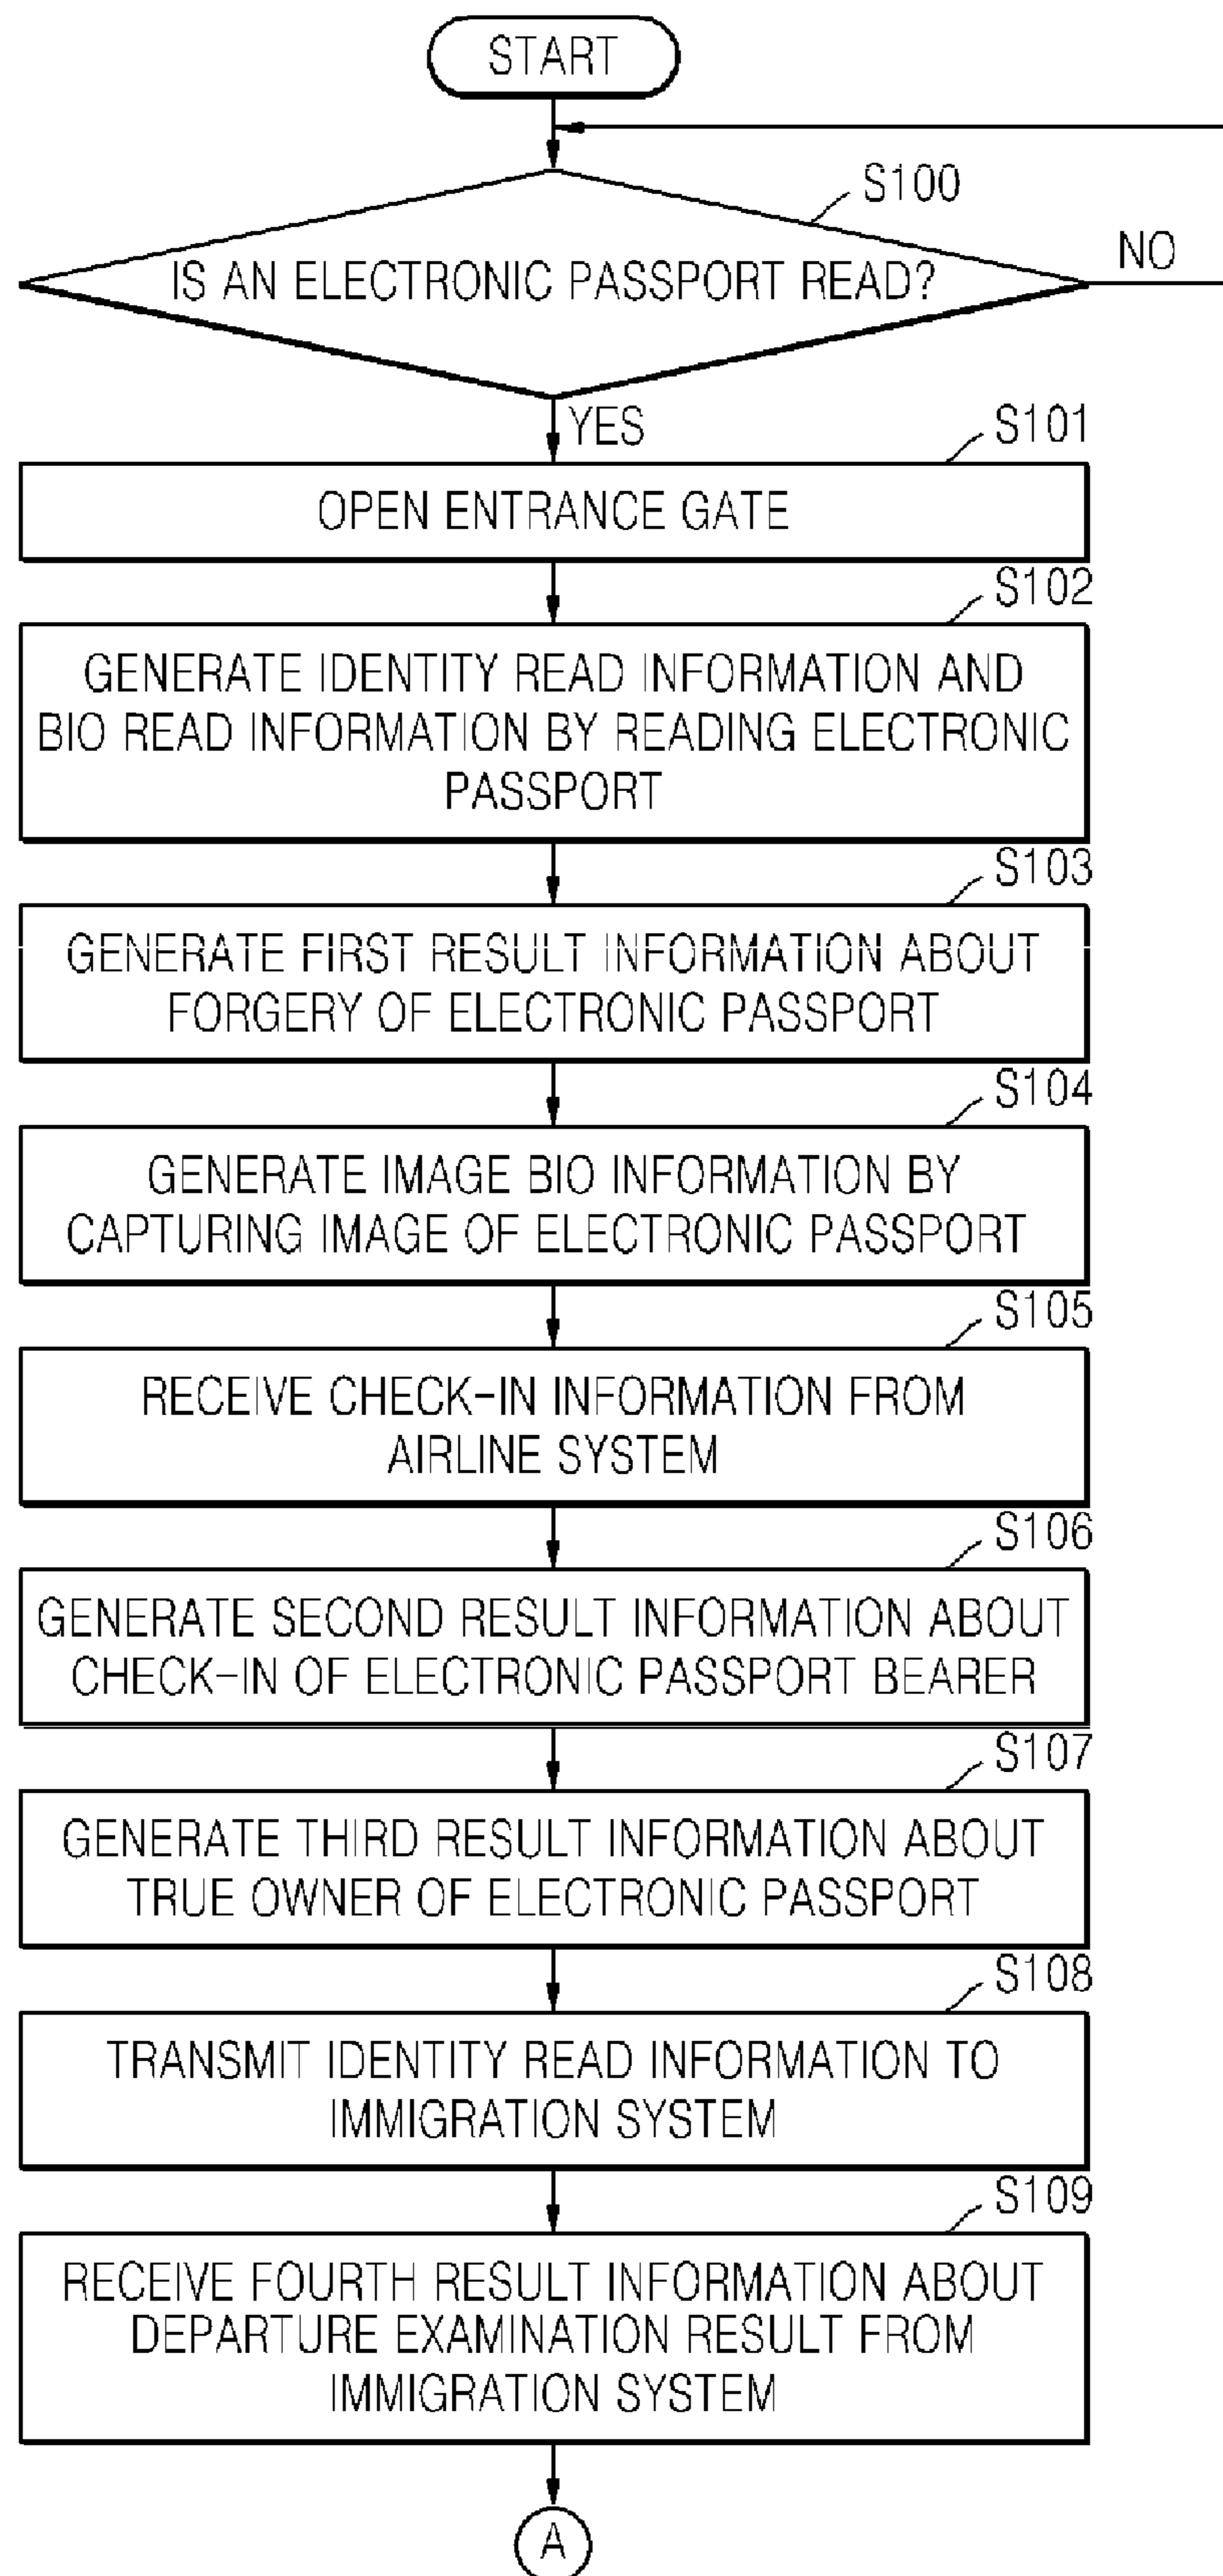 START
S100
IS AN ELECTRONIC PASSPORT READ?
NO
YES
S101
OPEN ENTRANCE GATE
S102
GENERATE IDENTITY READ INFORMATION AND
BIO READ INFORMATION BY READING ELECTRONIC
PASSPORT
S103
GENERATE FIRST RESULT INFORMATION ABOUT
FORGERY OF ELECTRONIC PASSPORT
S104
GENERATE IMAGE BIO INFORMATION BY
CAPTURING IMAGE OF ELECTRONIC PASSPORT
S105
RECEIVE CHECK-IN INFORMATION FROM
AIRLINE SYSTEM
S106
GENERATE SECOND RESULT INFORMATION ABOUT
CHECK-IN OF ELECTRONIC PASSPORT BEARER
S107
GENERATE THIRD RESULT INFORMATION ABOUT
TRUE OWNER OF ELECTRONIC PASSPORT
S108
TRANSMIT IDENTITY READ INFORMATION TO
IMMIGRATION SYSTEM
S109
RECEIVE FOURTH RESULT INFORMATION ABOUT
DEPARTURE EXAMINATION RESULT FROM
IMMIGRATION SYSTEM
A